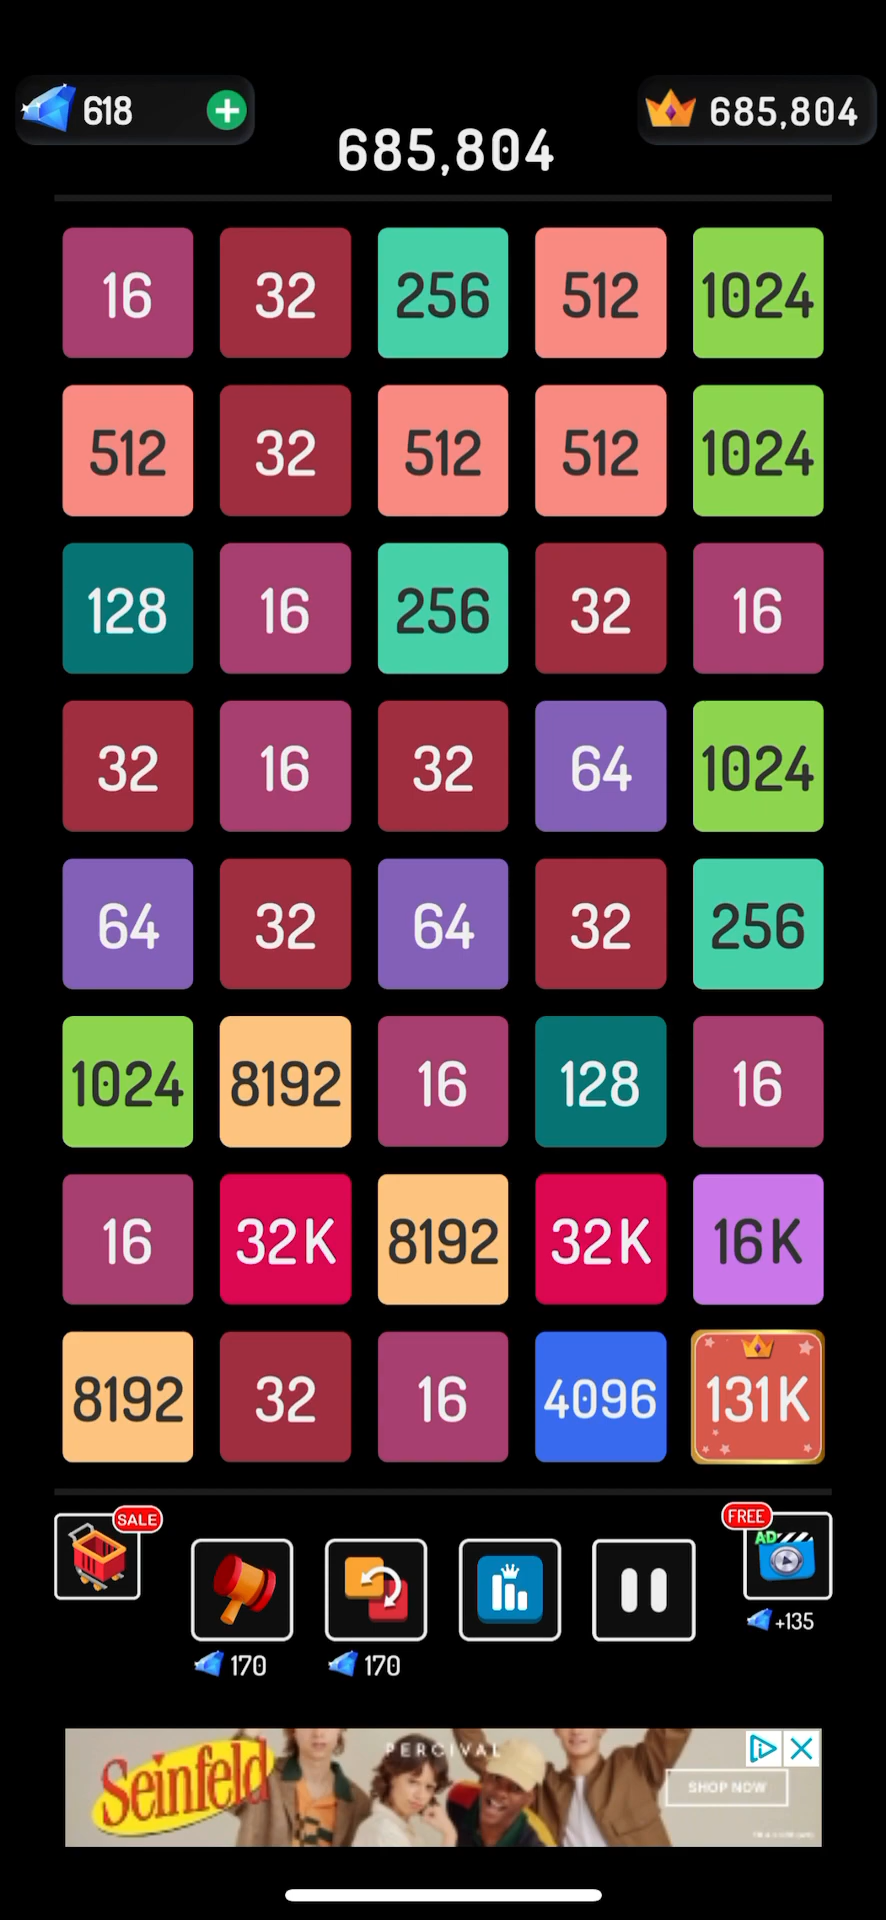 618
685,804
685,804
16 32 256 512 1024
512 32 512 512 1024
128 16 256 32 16
32 16 32 64 1024
64 32 64 32 256
1024 8192 16 128 16
16 32K 8192 32K 16K
8192 32 16 4096 131K
SALE
FREE
AD
+135
170 170
Seinfeld
PERCIVAL
SHOP NOW